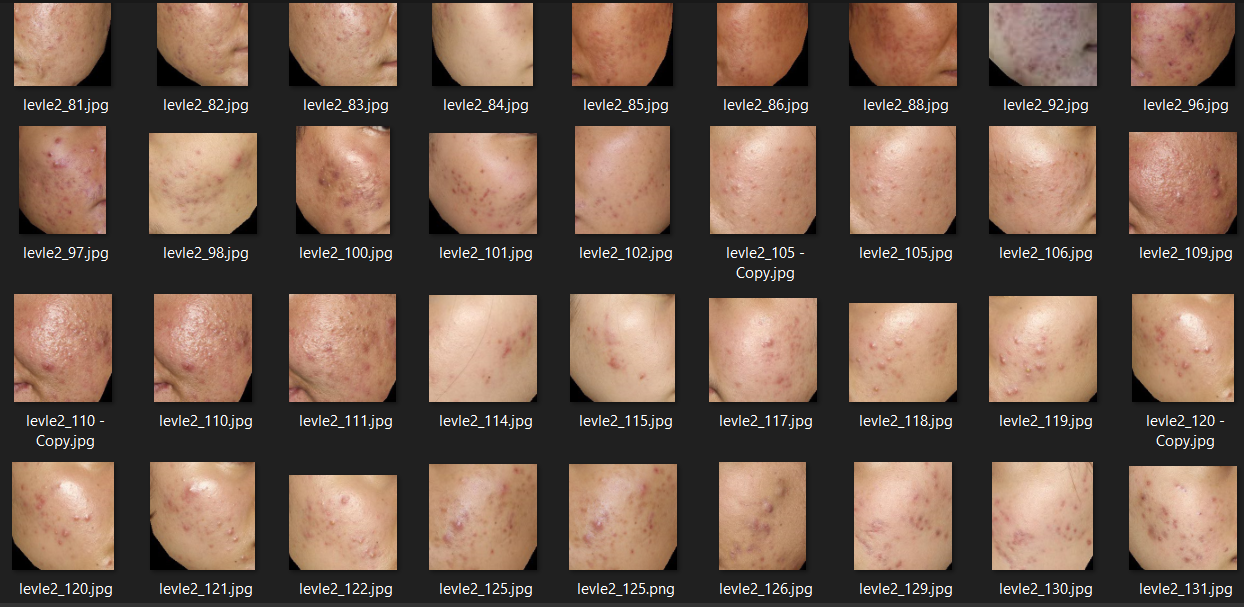 levle2_81.jpg
levle2_82.jpg
levle2_83.jpg
levle2_84.jpg
levle2_85.jpg
levle2_86.jpg
levle2_88.jpg
levle2_92.jpg
levle2_96.jpg
levle2_97.jpg
levle2_98.jpg
levle2_100.jpg
levle2_101.jpg
levle2_102.jpg
levle2_105 -
Copy.jpg
levle2_105.jpg
levle2_106.jpg
levle2_109.jpg
levle2_110 -
Copy.jpg
levle2_110.jpg
levle2_111.jpg
levle2_114.jpg
levle2_115.jpg
levle2_117.jpg
levle2_118.jpg
levle2_119.jpg
levle2_120 -
Copy.jpg
levle2_120.jpg
levle2_121.jpg
levle2_122.jpg
levle2_125.jpg
levle2_125.png
levle2_126.jpg
levle2_129.jpg
levle2_130.jpg
levle2_131.jpg